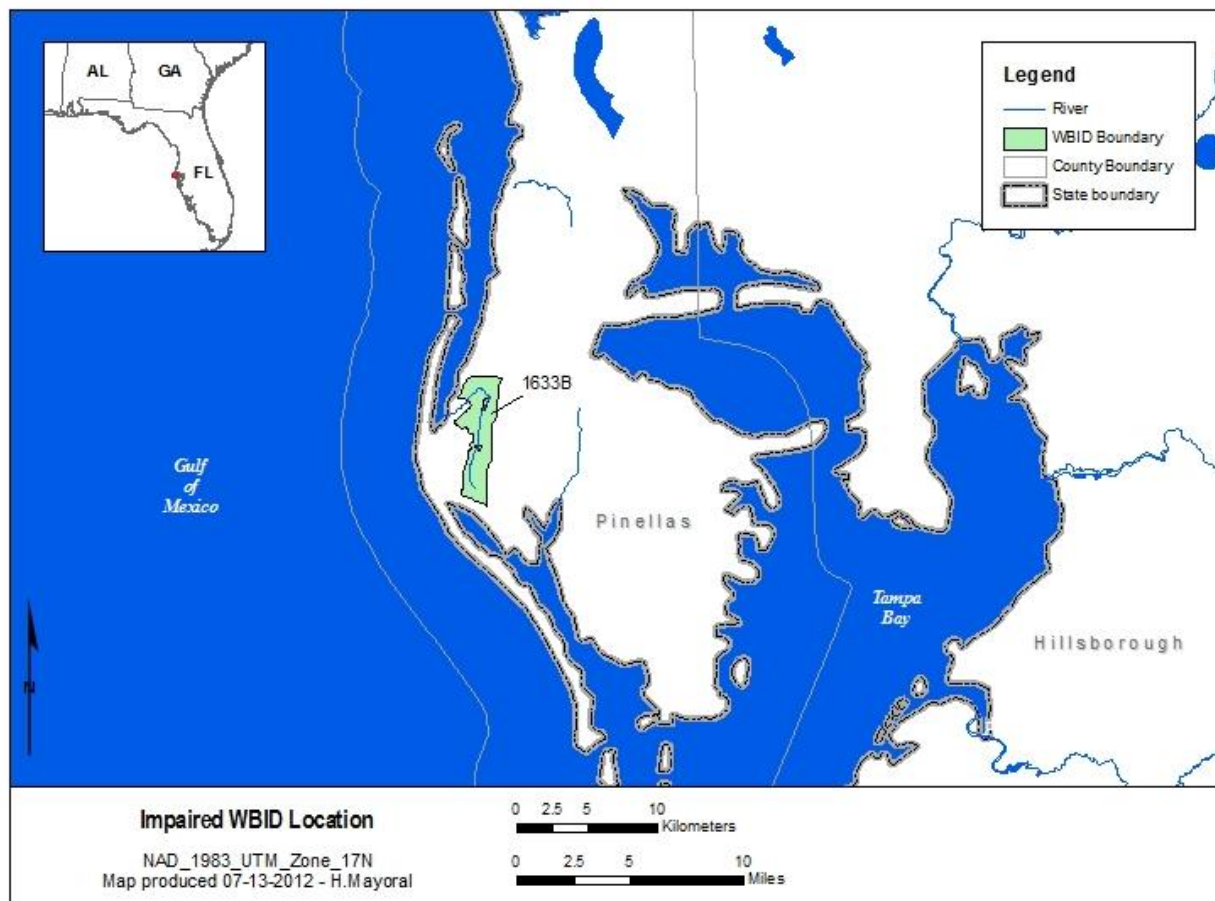 AL
GA
FL
Legend
River
WBID Boundary
County Boundary
State boundary
1633B
Gulf
of
Mexico
Pinellas
Tampa
Bay
Hillsborough
N
Impaired WBID Location
NAD_1983_UTM_Zone_17N
Map produced 07-13-2012 - H.Mayoral
0 2.5 5 10
Kilometers
0 2.5 5 10
Miles